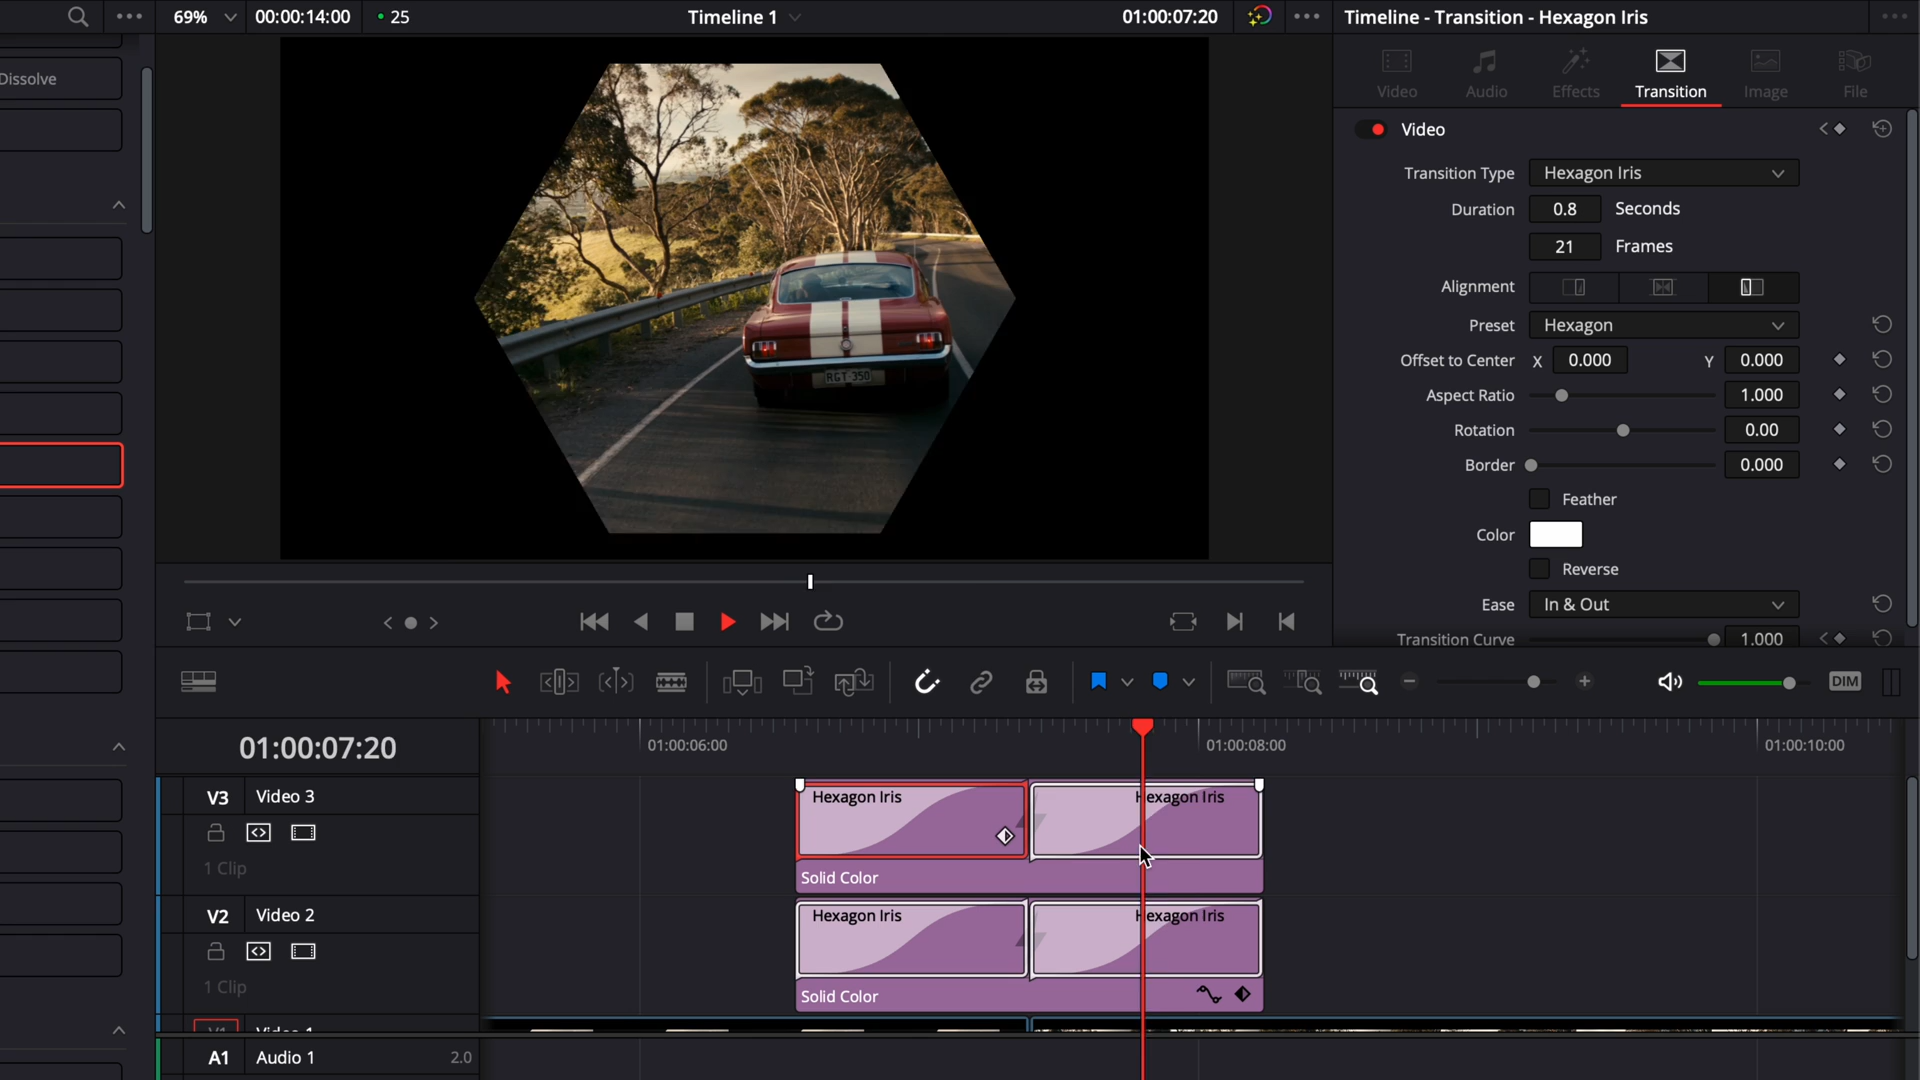 69%
00:00:14:00
25
Timeline 1
01:00:07:20
Timeline - Transition - Hexagon Iris
Dissolve
Video
Audio
Effects
Transition
Image
File
Video
Transition Type
Hexagon Iris
Duration
0.8
Seconds
21
Frames
Alignment
Preset
Hexagon
Offset to Center
X
0.000
Y
0.000
Aspect Ratio
1.000
Rotation
0.00
Border
0.000
Feather
Color
Reverse
Ease
In & Out
Transition Curve
1.000
RGT·350
DIM
01:00:07:20
01:00:06:00
01:00:08:00
01:00:10:00
V3
Video 3
1 Clip
Hexagon Iris
Hexagon Iris
Solid Color
V2
Video 2
1 Clip
Hexagon Iris
Hexagon Iris
Solid Color
V1
Video 1
A1
Audio 1
2.0